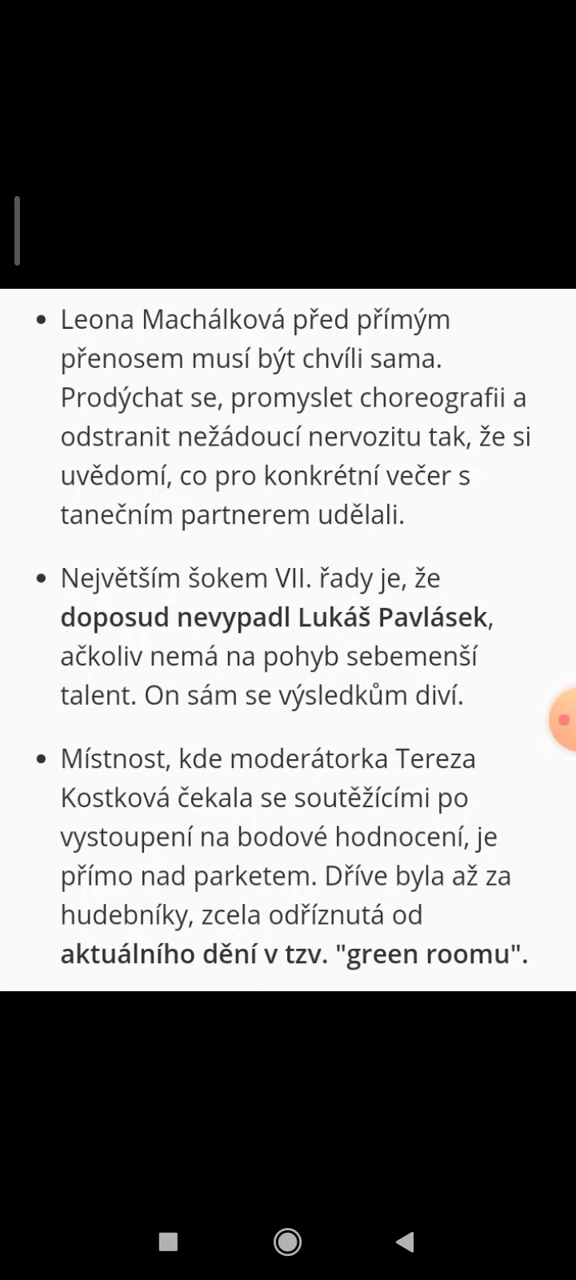 Leona Machálková před přímým
přenosem musí být chvíli sama.
Prodýchat se, promyslet choreografii a
odstranit nežádoucí nervozitu tak, že si
uvědomí, co pro konkrétní večer s
tanečním partnerem udělali.
Největším šokem VII. řady je, že
doposud nevypadl Lukáš Pavlásek,
ačkoliv nemá na pohyb sebemenší
talent. On sám se výsledkům diví.
Místnost, kde moderátorka Tereza
Kostková čekala se soutěžícími po
vystoupení na bodové hodnocení, je
přímo nad parketem. Dříve byla až za
hudebníky, zcela odříznutá od
aktuálního dění v tzv. "green roomu".